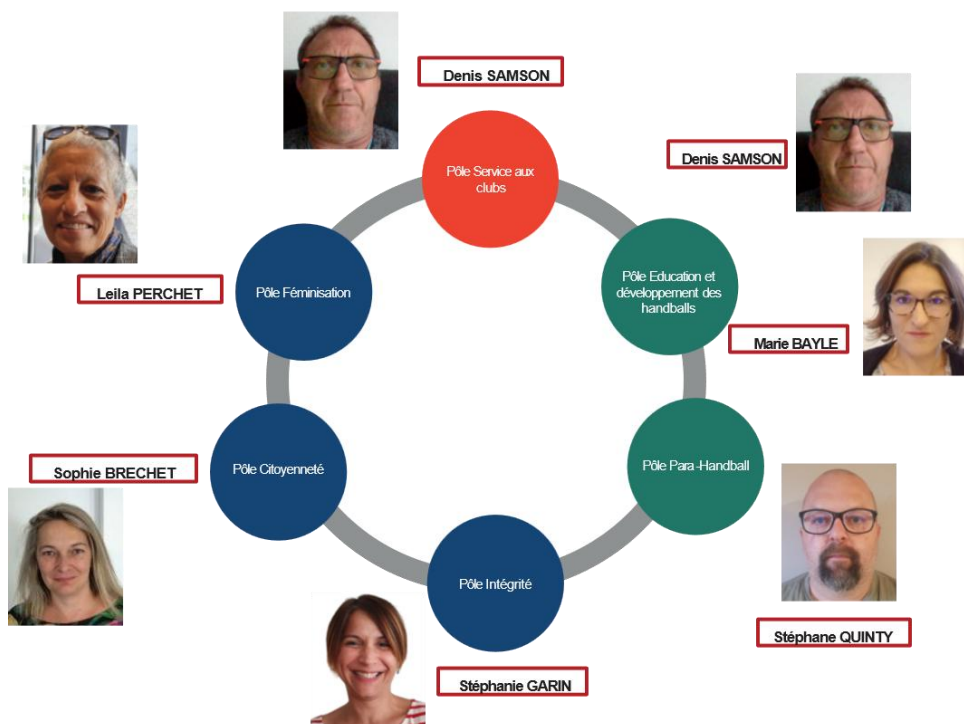 Denis SAMSON
Pôle Service aux
clubs
Denis SAMSON
Pôle Education et
développement des
handballs
Marie BAYLE
Pôle Para -Handball
Stéphane QUINTY
Pôle Intégrité
Stéphanie GARIN
Pôle Citoyenneté
Sophie BRECHET
Pôle Féminisation
Leila PERCHET